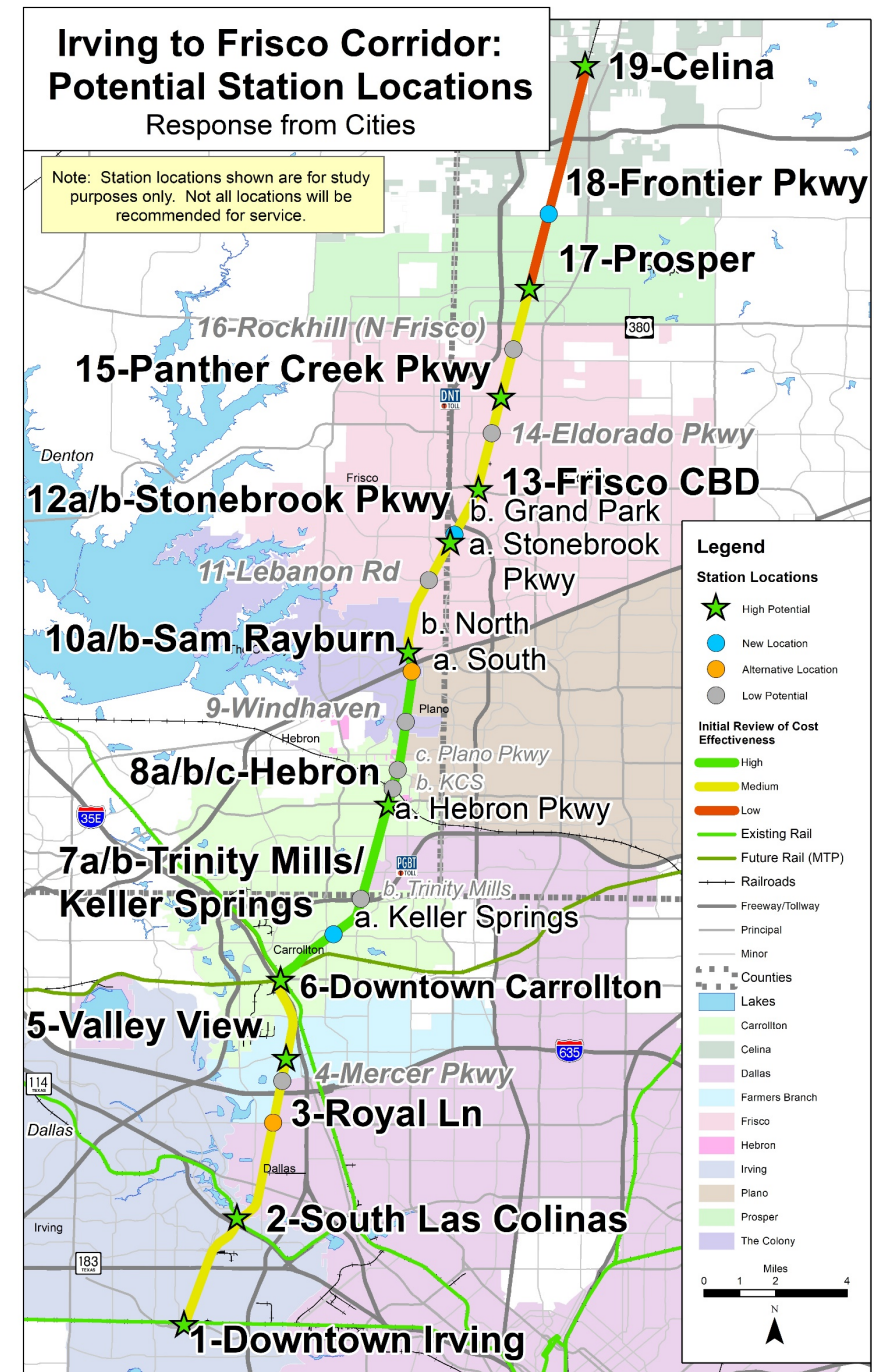 Irving to Frisco Corridor:
Potential Station Locations
Response from Cities
Note: Station locations shown are for study
purposes only. Not all locations will be
recommended for service.
19-Celina
18-Frontier Pkwy
17-Prosper
16-Rockhill (N Frisco)
380
15-Panther Creek Pkwy
DNT
TOLL
14-Eldorado Pkwy
Denton
Frisco
13-Frisco CBD
12a/b-Stonebrook Pkwy
b. Grand Park
a. Stonebrook
Pkwy
11-Lebanon Rd
b. North
10a/b-Sam Rayburn
a. South
9-Windhaven
Plano
Hebron
c. Plano Pkwy
8a/b/c-Hebron
b. KCS
a. Hebron Pkwy
35E
7a/b-Trinity Mills/
Keller Springs
PGBT
TOLL
b. Trinity Mills
a. Keller Springs
Carrollton
6-Downtown Carrollton
5-Valley View
635
4-Mercer Pkwy
114
TEXAS
3-Royal Ln
Dallas
Dallas
2-South Las Colinas
Irving
183
TEXAS
1-Downtown Irving
Legend
Station Locations
High Potential
New Location
Alternative Location
Low Potential
Initial Review of Cost
Effectiveness
High
Medium
Low
Existing Rail
Future Rail (MTP)
Railroads
Freeway/Tollway
Principal
Minor
Counties
Lakes
Carrollton
Celina
Dallas
Farmers Branch
Frisco
Hebron
Irving
Plano
Prosper
The Colony
Miles
0 1 2 4
N